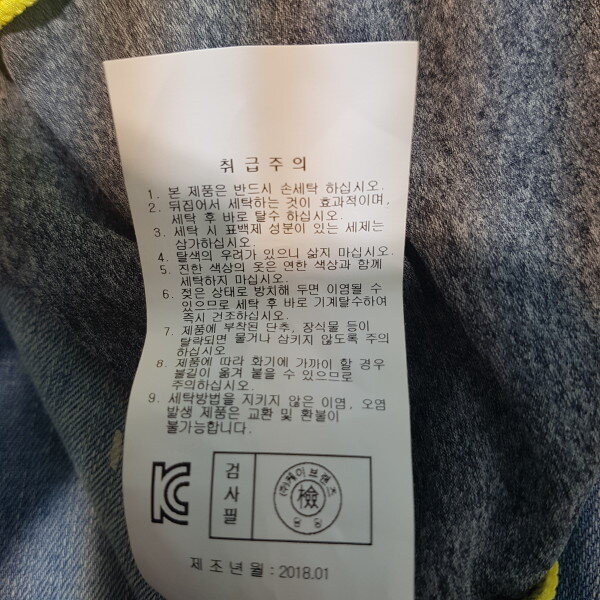 취급주의
1. 본 제품은 반드시 손세탁 하십시오.
2. 뒤집어서 세탁하는 것이 효과적이며,
세탁 후 바로 탈수 하십시오.
3. 세탁 시 표백제 성분이 있는 세제는
삼가하십시오.
4. 탈색의 우려가 있으니 삶지 마십시오.
5. 진한 색상의 옷은 연한 색상과 함께
세탁하지 마십시오.
6. 젖은 상태로 방치해 두면 이염될 수
있으므로 세탁 후 바로 기계탈수하여
즉시 건조하십시오.
7. 제품에 부착된 단추, 장식물 등이
탈락되면 물거나 삼키지 않도록 주의
하십시오
8. 제품에 따라 화기에 가까이 할 경우
불길이 옮겨 붙을 수 있으므로
주의하십시오.
9. 세탁방법을 지키지 않은 이염, 오염
발생 제품은 교환 및 환불이
불가능합니다.
KC
검사필
(주)케이브랜즈
檢
제조년월 : 2018.01